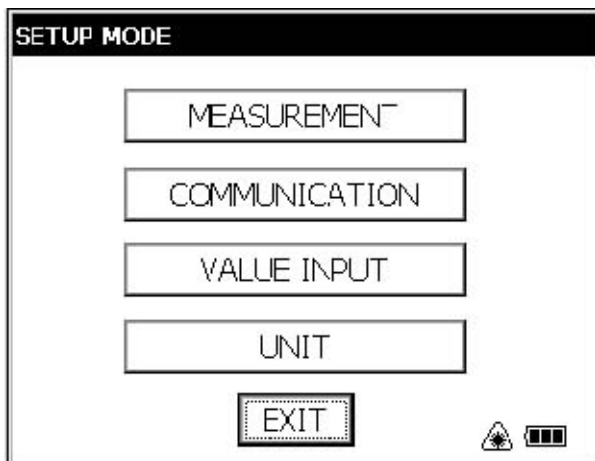 SETUP MODE
MEASUREMENT
COMMUNICATION
VALUE INPUT
UNIT
EXIT